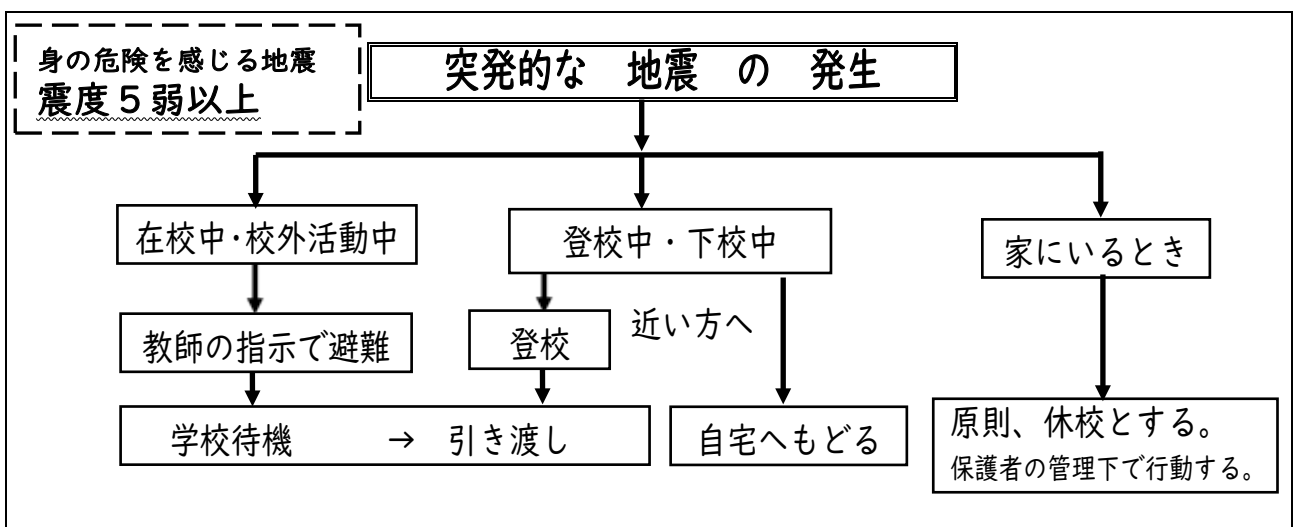 身の危険を感じる地震
震度５弱以上
突発的な　地震　の　発生
在校中･校外活動中
登校中・下校中
家にいるとき
教師の指示で避難
登校
近い方へ
学校待機　　　→　引き渡し
自宅へもどる
原則、休校とする。
保護者の管理下で行動する。